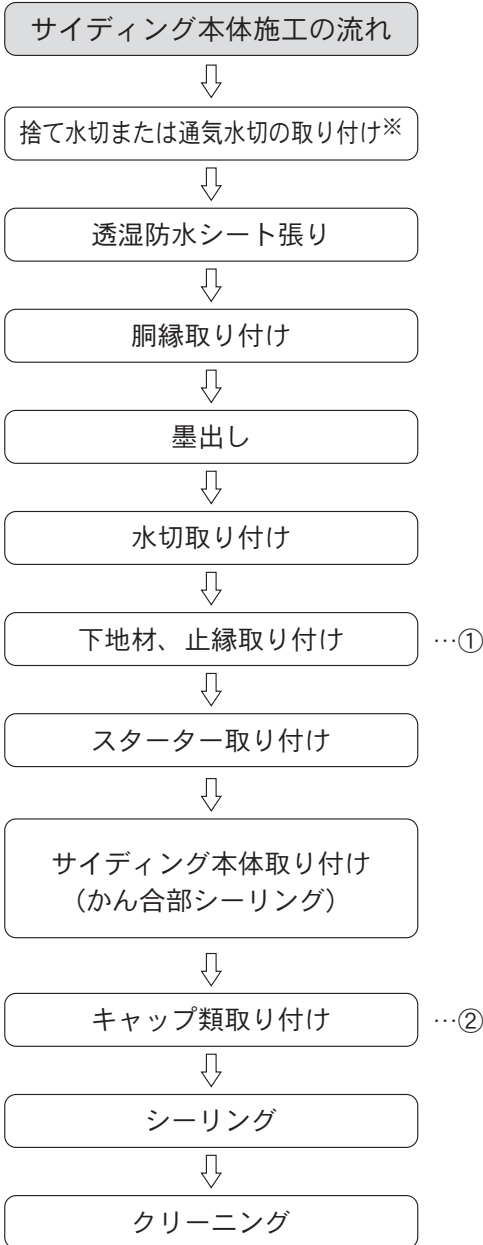 サイディング本体施工の流れ
捨て水切または通気水切の取り付け※
透湿防水シート張り
胴縁取り付け
墨出し
水切取り付け
下地材、止縁取り付け …①
スターター取り付け
サイディング本体取り付け
（かん合部シーリング）
キャップ類取り付け …②
シーリング
クリーニング